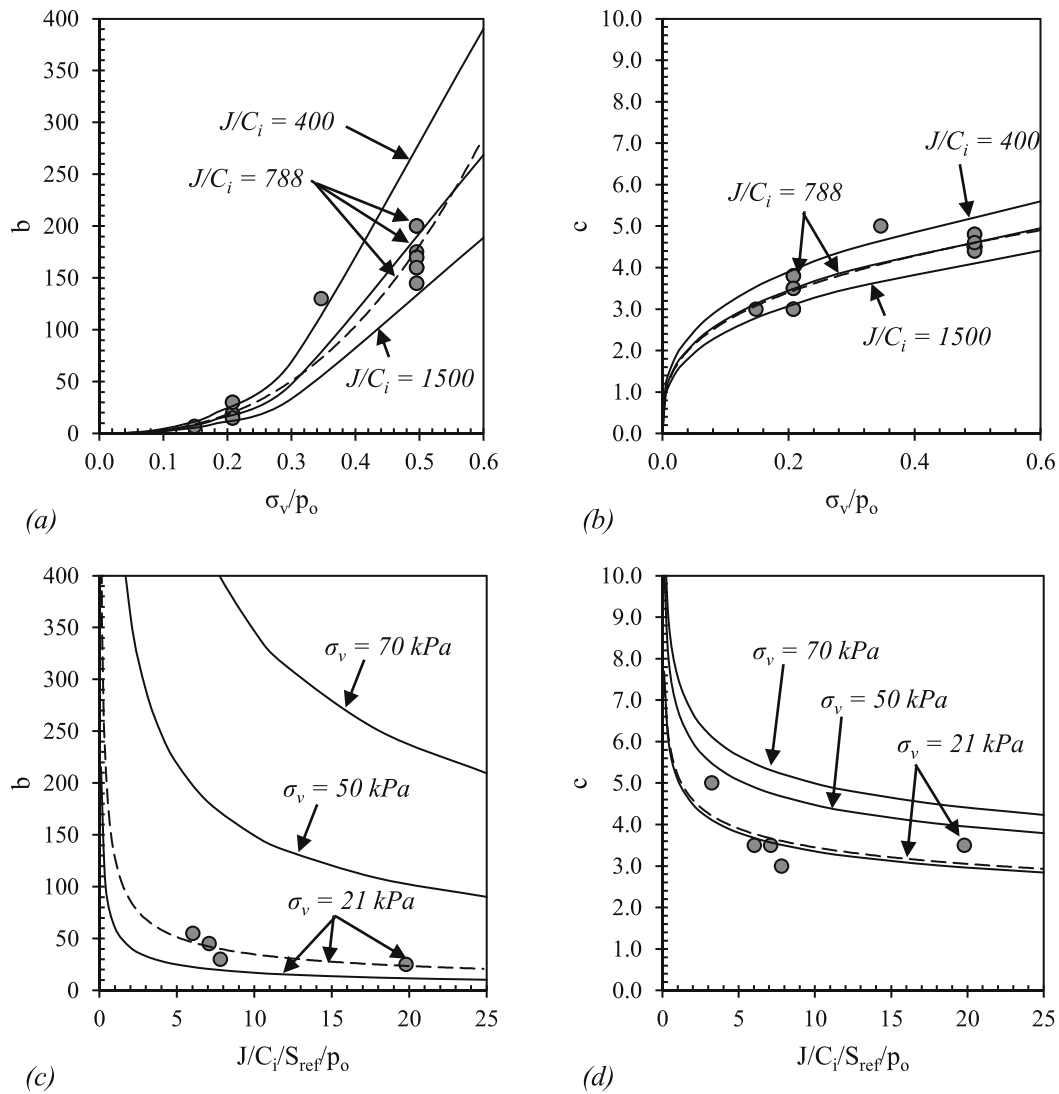 400
350
300
250
200
150
100
50
0
b
J/Ci = 400
J/Ci = 788
J/Ci = 1500
0.0 0.1 0.2 0.3 0.4 0.5 0.6
σv/po
(a)
10.0
9.0
8.0
7.0
6.0
5.0
4.0
3.0
2.0
1.0
0.0
c
J/Ci = 400
J/Ci = 788
J/Ci = 1500
0.0 0.2 0.4 0.6
σv/po
(b)
400
350
300
250
200
150
100
50
0
b
σv = 70 kPa
σv = 50 kPa
σv = 21 kPa
0 5 10 15 20 25
J/Ci/Sref/po
(c)
10.0
9.0
8.0
7.0
6.0
5.0
4.0
3.0
2.0
1.0
0.0
c
σv = 70 kPa
σv = 50 kPa
σv = 21 kPa
0 5 10 15 20 25
J/Ci/Sref/po
(d)